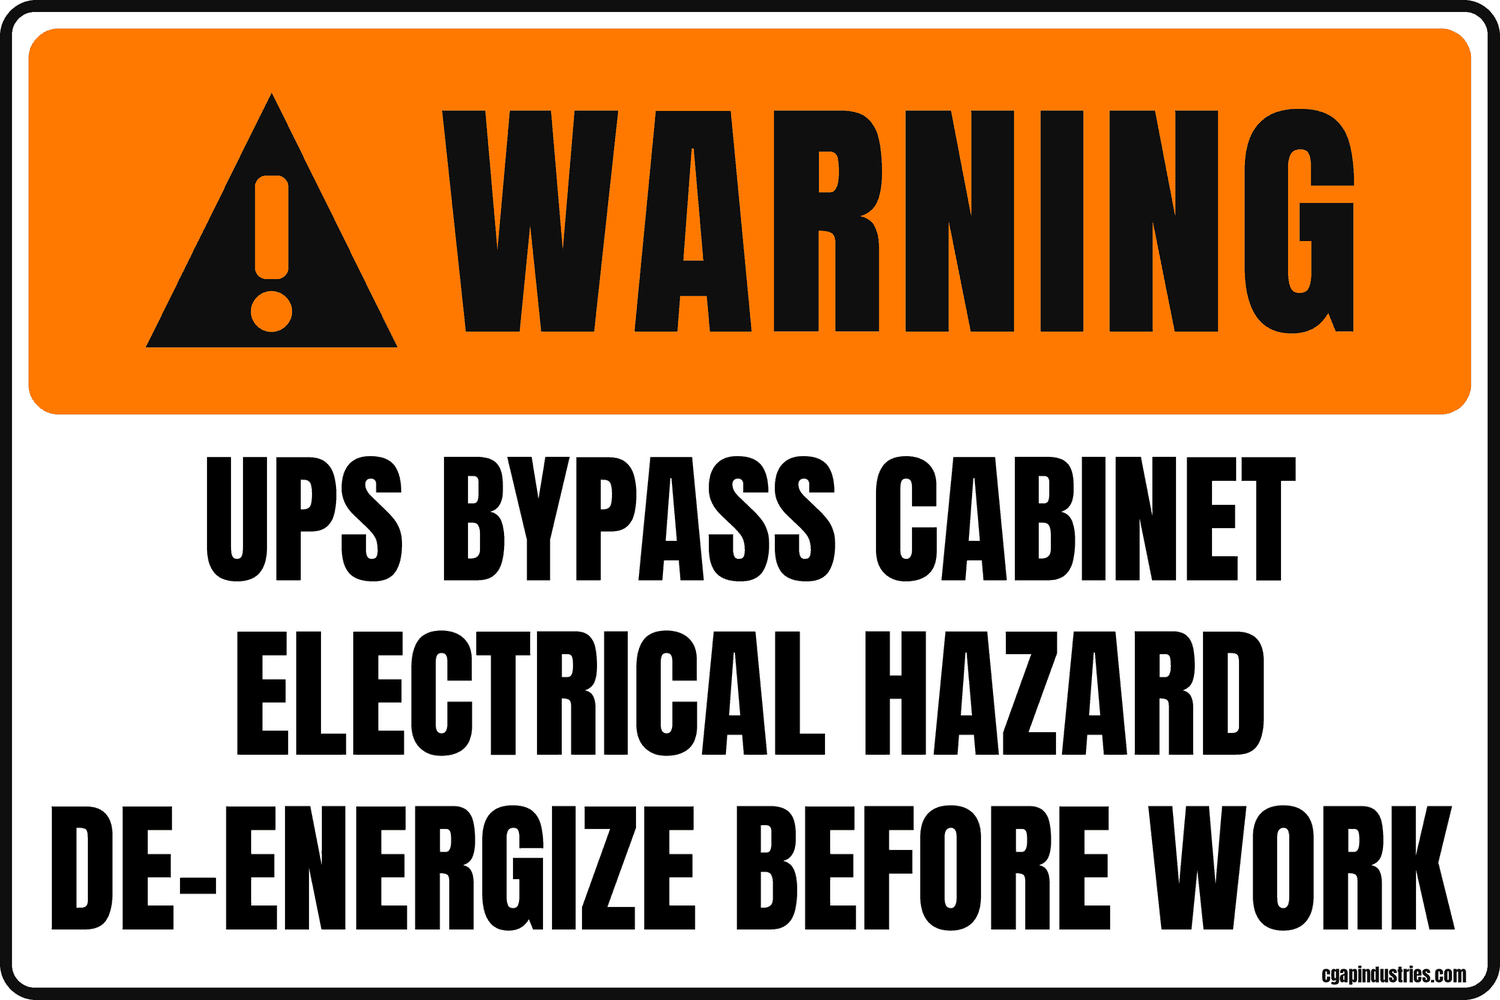 WARNING
UPS BYPASS CABINET
ELECTRICAL HAZARD
DE-ENERGIZE BEFORE WORK
cgapindustries.com